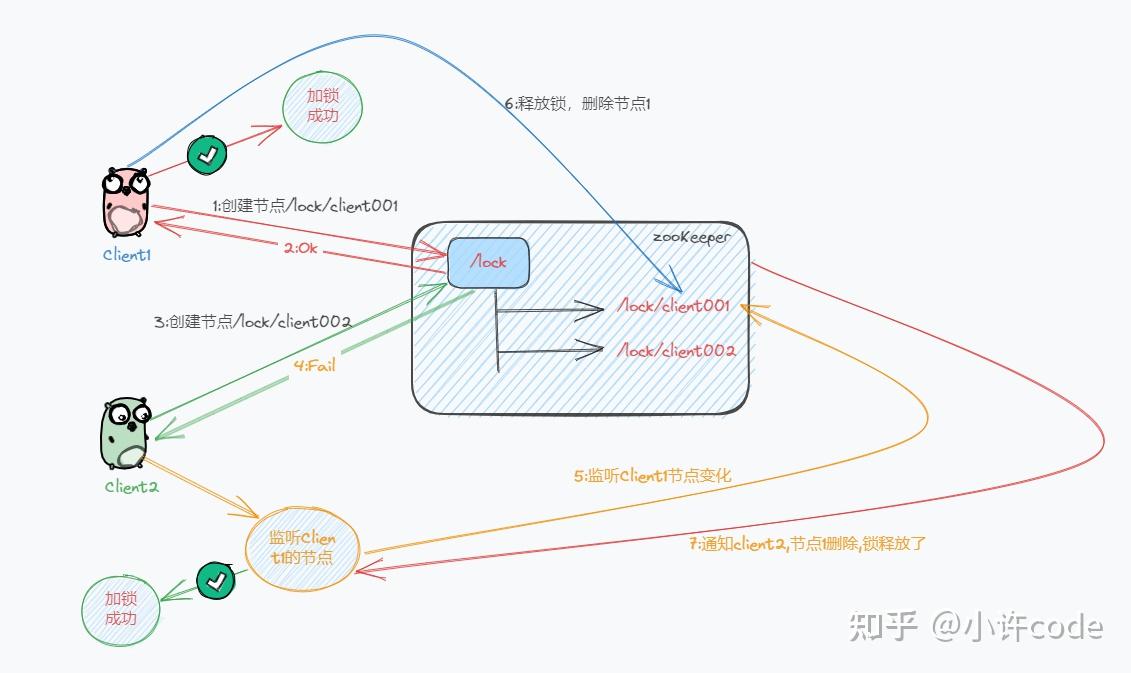 加锁
成功
6:释放锁，删除节点1
1:创建节点/lock/client001
Client1
2:Ok
zooKeeper
/lock
/lock/client001
3:创建节点/lock/client002
/lock/client002
4:Fail
Client2
5:监听Client1节点变化
监听Clien
t1的节点
7:通知client2,节点1删除,锁释放了
加锁
成功
知乎 @小许code